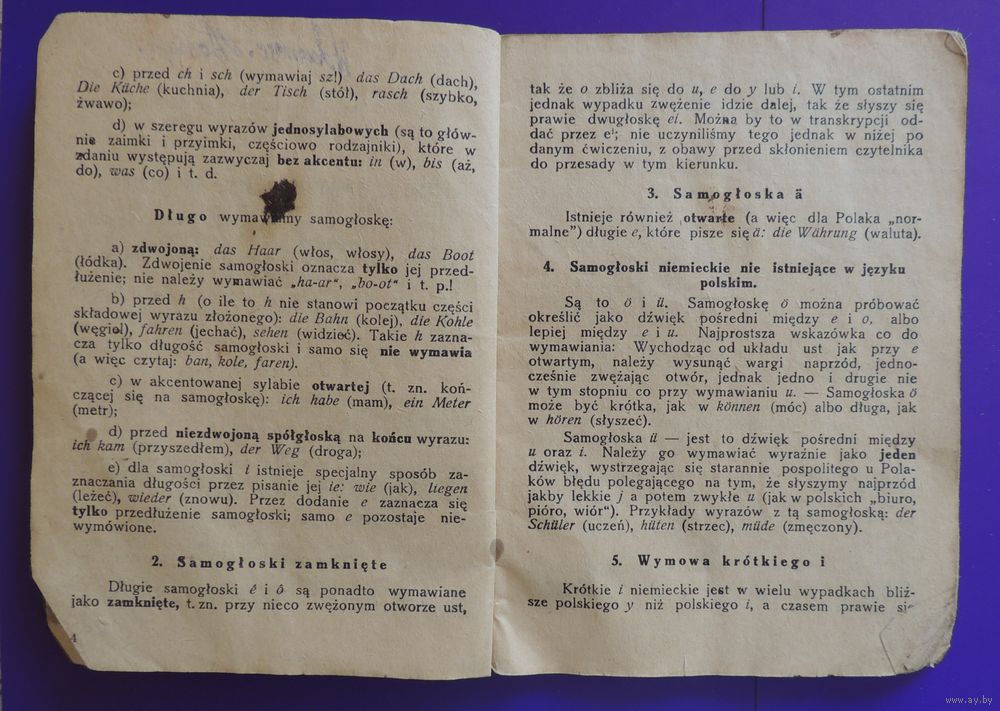 c) przed ch i sch (wymawiaj sz!) das Dach (dach),
Die Küche (kuchnia), der Tisch (stół), rasch (szybko,
żwawo);
d) w szeregu wyrazów jednosylabowych (są to głów-
nie zaimki i przyimki, częściowo rodzajniki), które w
zdaniu występują zazwyczaj bez akcentu: in (w), bis (aż,
do), was (co) i t. d.
Długo wymawiamy samogłoskę:
a) zdwojoną: das Haar (włos, włosy), das Boot
(łódka). Zdwojenie samogłoski oznacza tylko jej przed-
łużenie; nie należy wymawiać „ha-ar“, „bo-ot“ i t. p.!
b) przed h (o ile to h nie stanowi początku części
składowej wyrazu złożonego): die Bahn (kolej), die Kohle
(węgiel), fahren (jechać), sehen (widzieć). Takie h zazna-
cza tylko długość samogłoski i samo się nie wymawia
(a więc czytaj: ban, kole, faren).
c) w akcentowanej sylabie otwartej (t. zn. koń-
czącej się na samogłoskę): ich habe (mam), ein Meter
(metr);
d) przed niezdwojoną spółgłoską na końcu wyrazu:
ich kam (przyszedłem), der Weg (droga);
e) dla samogłoski i istnieje specjalny sposób za-
znaczania długości przez pisanie jej ie: wie (jak), liegen
(leżeć), wieder (znowu). Przez dodanie e zaznacza się
tylko przedłużenie samogłoski; samo e pozostaje nie-
wymówione.
2. Samogłoski zamknięte
Długie samogłoski é i ô są ponadto wymawiane
jako zamknięte, t. zn. przy nieco zwężonym otworze ust,
4
tak że o zbliża się do u, e do y lub i. W tym ostatnim
jednak wypadku zwężenie idzie dalej, tak że słyszy się
prawie dwugłoskę ei. Można by to w transkrypcji od-
dać przez eⁱ; nie uczyniliśmy tego jednak w niżej po
danym ćwiczeniu, z obawy przed skłonieniem czytelnika
do przesady w tym kierunku.
3. Samogłoska ä
Istnieje również otwarte (a więc dla Polaka „nor-
malne”) długie e, które pisze się ä: die Währung (waluta).
4. Samogłoski niemieckie nie istniejące w języku
polskim.
Są to ö i ü. Samogłoskę ö można próbować
określić jako dźwięk pośredni między e i o, albo
lepiej między e i u. Najprostsza wskazówka co do
wymawiania: Wychodząc od układu ust jak przy e
otwartym, należy wysunąć wargi naprzód, jedno-
cześnie zwężając otwór, jednak jedno i drugie nie
w tym stopniu co przy wymawianiu u. — Samogłoska ö
może być krótka, jak w können (móc) albo długa, jak
w hören (słyszeć).
Samogłoska ü — jest to dźwięk pośredni między
u oraz i. Należy go wymawiać wyraźnie jako jeden
dźwięk, wystrzegając się starannie pospolitego u Pola-
ków błędu polegającego na tym, że słyszymy najprzód
jakby lekkie j a potem zwykłe u (jak w polskich „biuro,
pióro, wiór“). Przykłady wyrazów z tą samogłoską: der
Schüler (uczeń), hüten (strzec), müde (zmęczony).
5. Wymowa krótkiego i
Krótkie i niemieckie jest w wielu wypadkach bliż-
sze polskiego y niż polskiego i, a czasem prawie się
www.ay.by